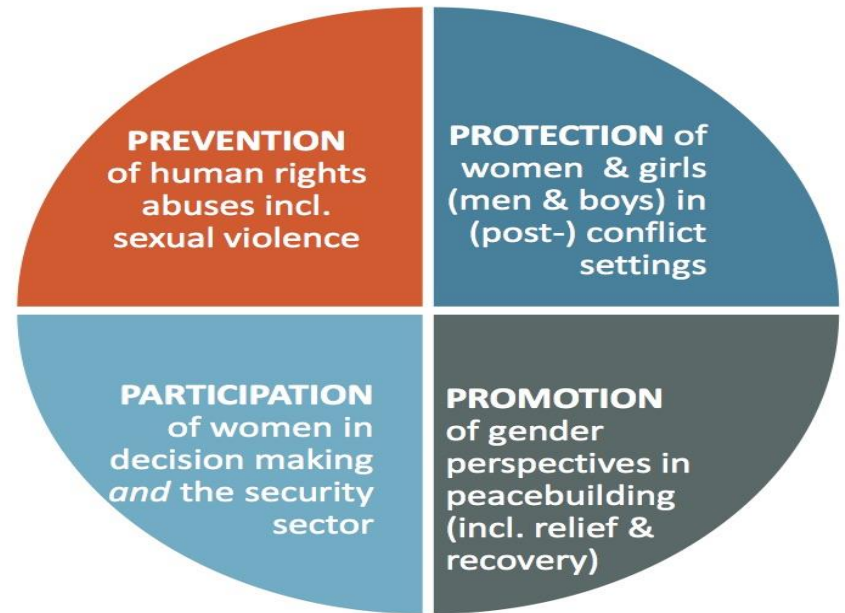 PREVENTION
of human rights
abuses incl.
sexual violence
PROTECTION of
women & girls
(men & boys) in
(post-) conflict
settings
PARTICIPATION
of women in
decision making
and the security
sector
PROMOTION
of gender
perspectives in
peacebuilding
(incl. relief &
recovery)